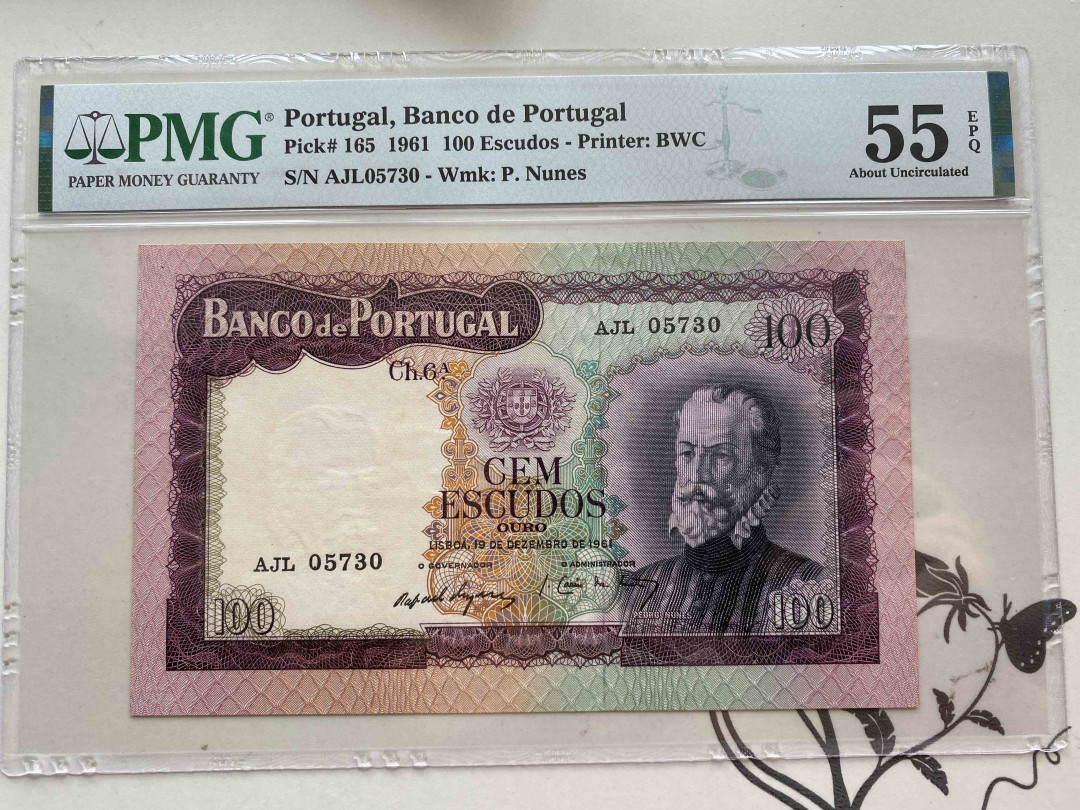 PMG®
PAPER MONEY GUARANTY
Portugal, Banco de Portugal
Pick# 165 1961 100 Escudos - Printer: BWC
S/N AJL05730 - Wmk: P. Nunes
55 EPQ
About Uncirculated
BANCO de PORTUGAL
AJL 05730
100
Ch.6A
CEM
ESCUDOS
OURO
LISBOA, 19 DE DEZEMBRO DE 1961
O GOVERNADOR
O ADMINISTRADOR
AJL 05730
100
PEDRO NUNES
100